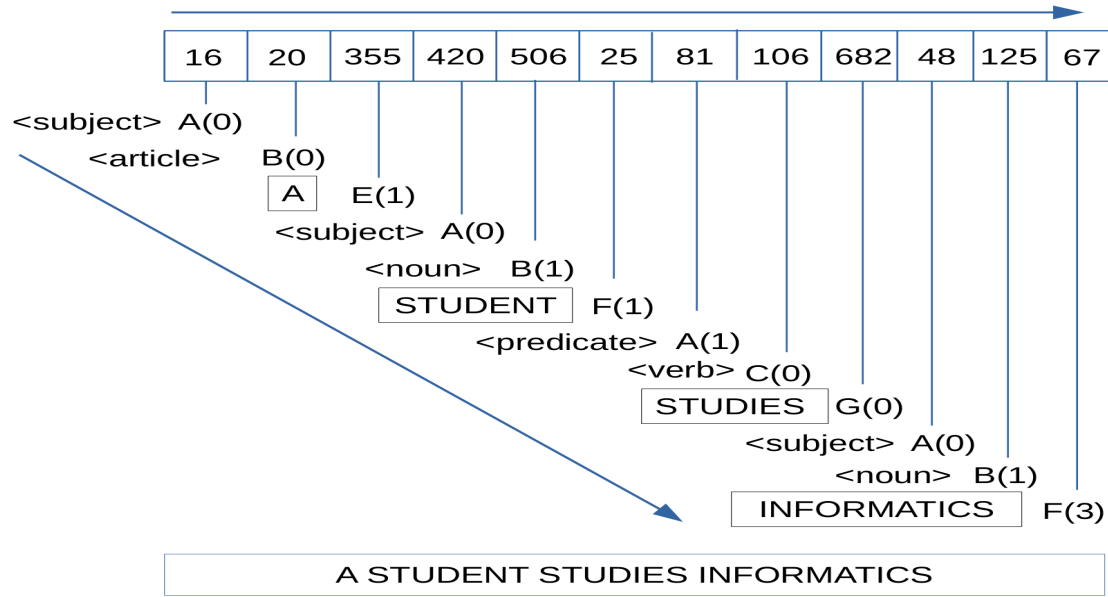 16 20 355 420 506 25 81 106 682 48 125 67
<subject> A(0)
<article> B(0)
A E(1)
<subject> A(0)
<noun> B(1)
STUDENT F(1)
<predicate> A(1)
<verb> C(0)
STUDIES G(0)
<subject> A(0)
<noun> B(1)
INFORMATICS F(3)
A STUDENT STUDIES INFORMATICS